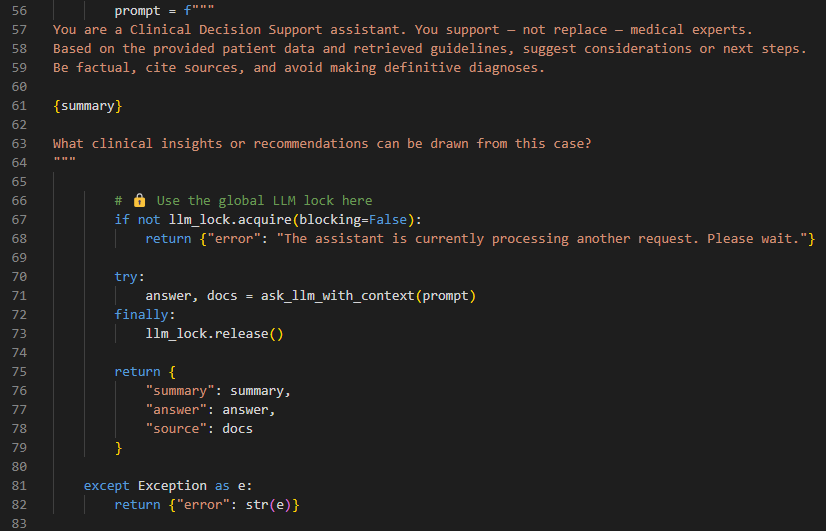 56 prompt = f"""
57 You are a Clinical Decision Support assistant. You support — not replace — medical experts.
58 Based on the provided patient data and retrieved guidelines, suggest considerations or next steps.
59 Be factual, cite sources, and avoid making definitive diagnoses.
60
61 {summary}
62
63 What clinical insights or recommendations can be drawn from this case?
64 """
65
66 # 🔒 Use the global LLM lock here
67 if not llm_lock.acquire(blocking=False):
68 return {"error": "The assistant is currently processing another request. Please wait."}
69
70 try:
71 answer, docs = ask_llm_with_context(prompt)
72 finally:
73 llm_lock.release()
74
75 return {
76 "summary": summary,
77 "answer": answer,
78 "source": docs
79 }
80
81 except Exception as e:
82 return {"error": str(e)}
83